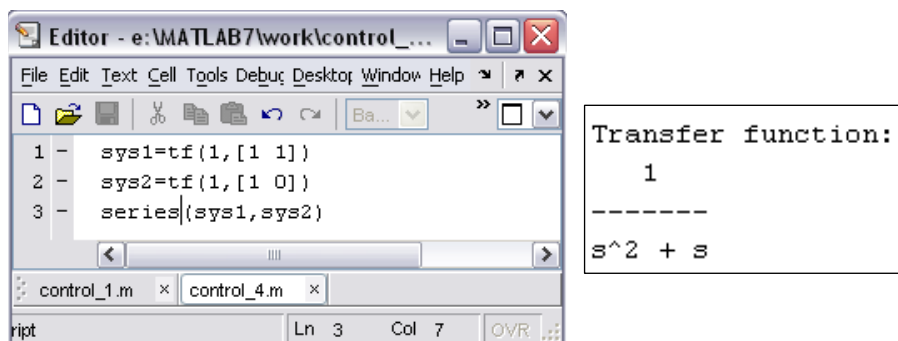 Editor - e:\MATLAB7\work\control_...
File Edit Text Cell Tools Debug Desktop Window Help
Ba...
1 - sys1=tf(1,[1 1])
2 - sys2=tf(1,[1 0])
3 - series(sys1,sys2)
control_1.m × control_4.m ×
ript Ln 3 Col 7 OVR
Transfer function:
1
-------
s^2 + s